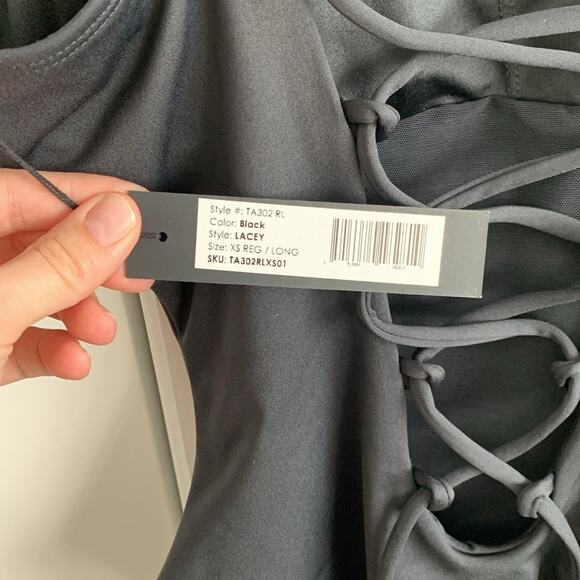 Style #: TA302 RL
Color: Black
Style: LACEY
Size: XS REG / LONG
SKU: TA302RLXS01